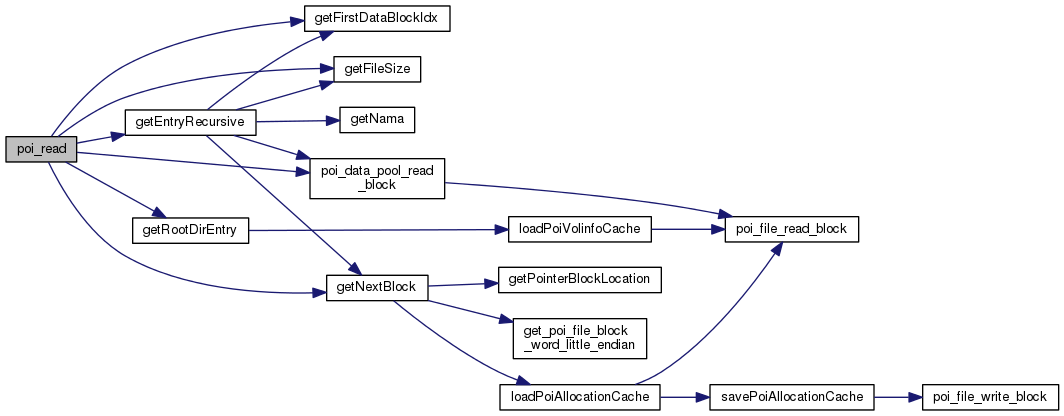 getFirstDataBlockIdx
getFileSize
getEntryRecursive
getNama
poi_read
poi_data_pool_read
_block
getRootDirEntry
loadPoiVolinfoCache
poi_file_read_block
getNextBlock
getPointerBlockLocation
get_poi_file_block
_word_little_endian
loadPoiAllocationCache
savePoiAllocationCache
poi_file_write_block